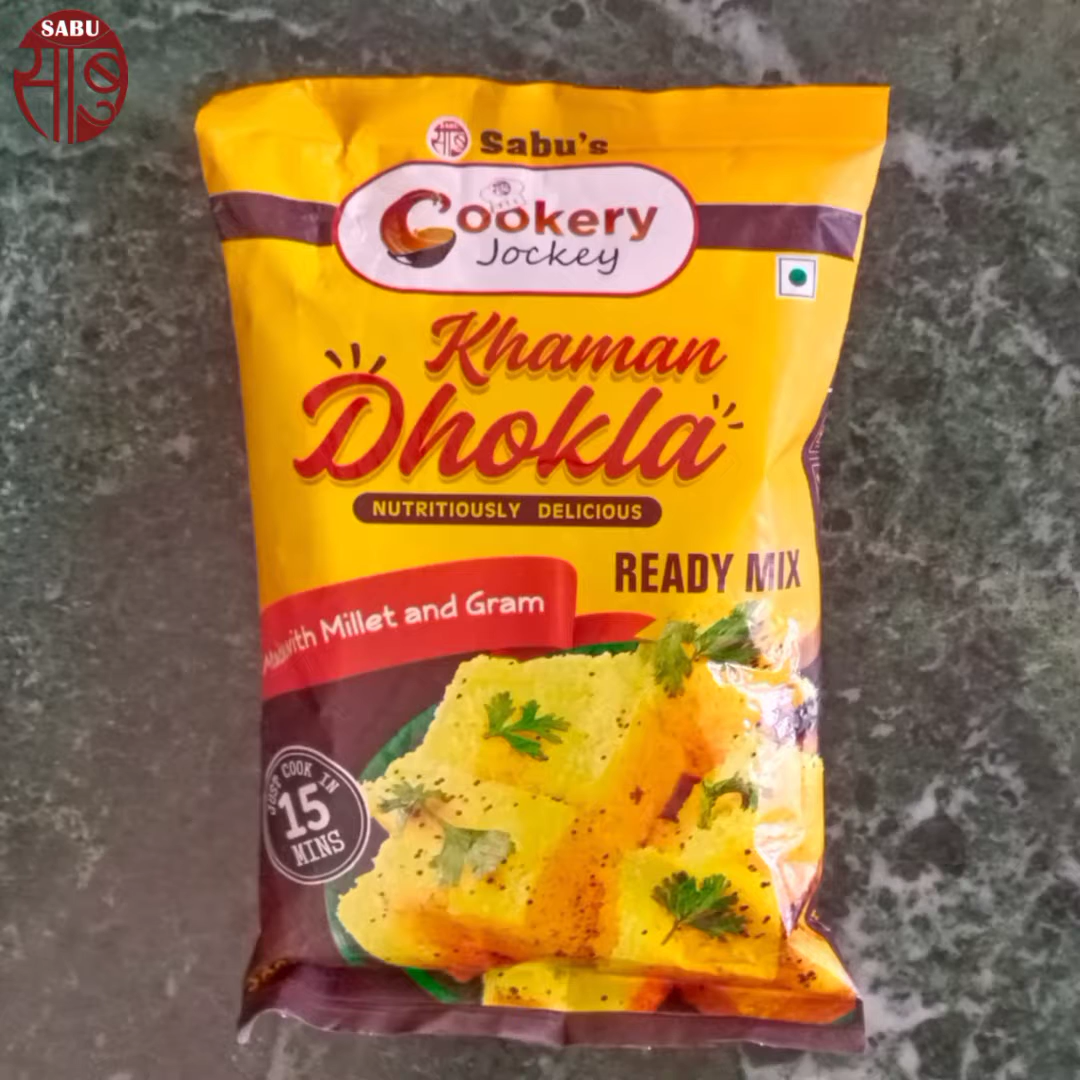 SABU
साबु
साबु
Sabu's
Cookery
Jockey
Khaman
Dhokla
NUTRITIOUSLY DELICIOUS
READY MIX
with Millet and Gram
JUST COOK IN
15
MINS